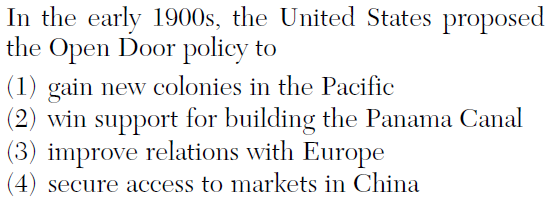 In the early 1900s, the United States proposed
the Open Door policy to
(1) gain new colonies in the Pacific
(2) win support for building the Panama Canal
(3) improve relations with Europe
(4) secure access to markets in China